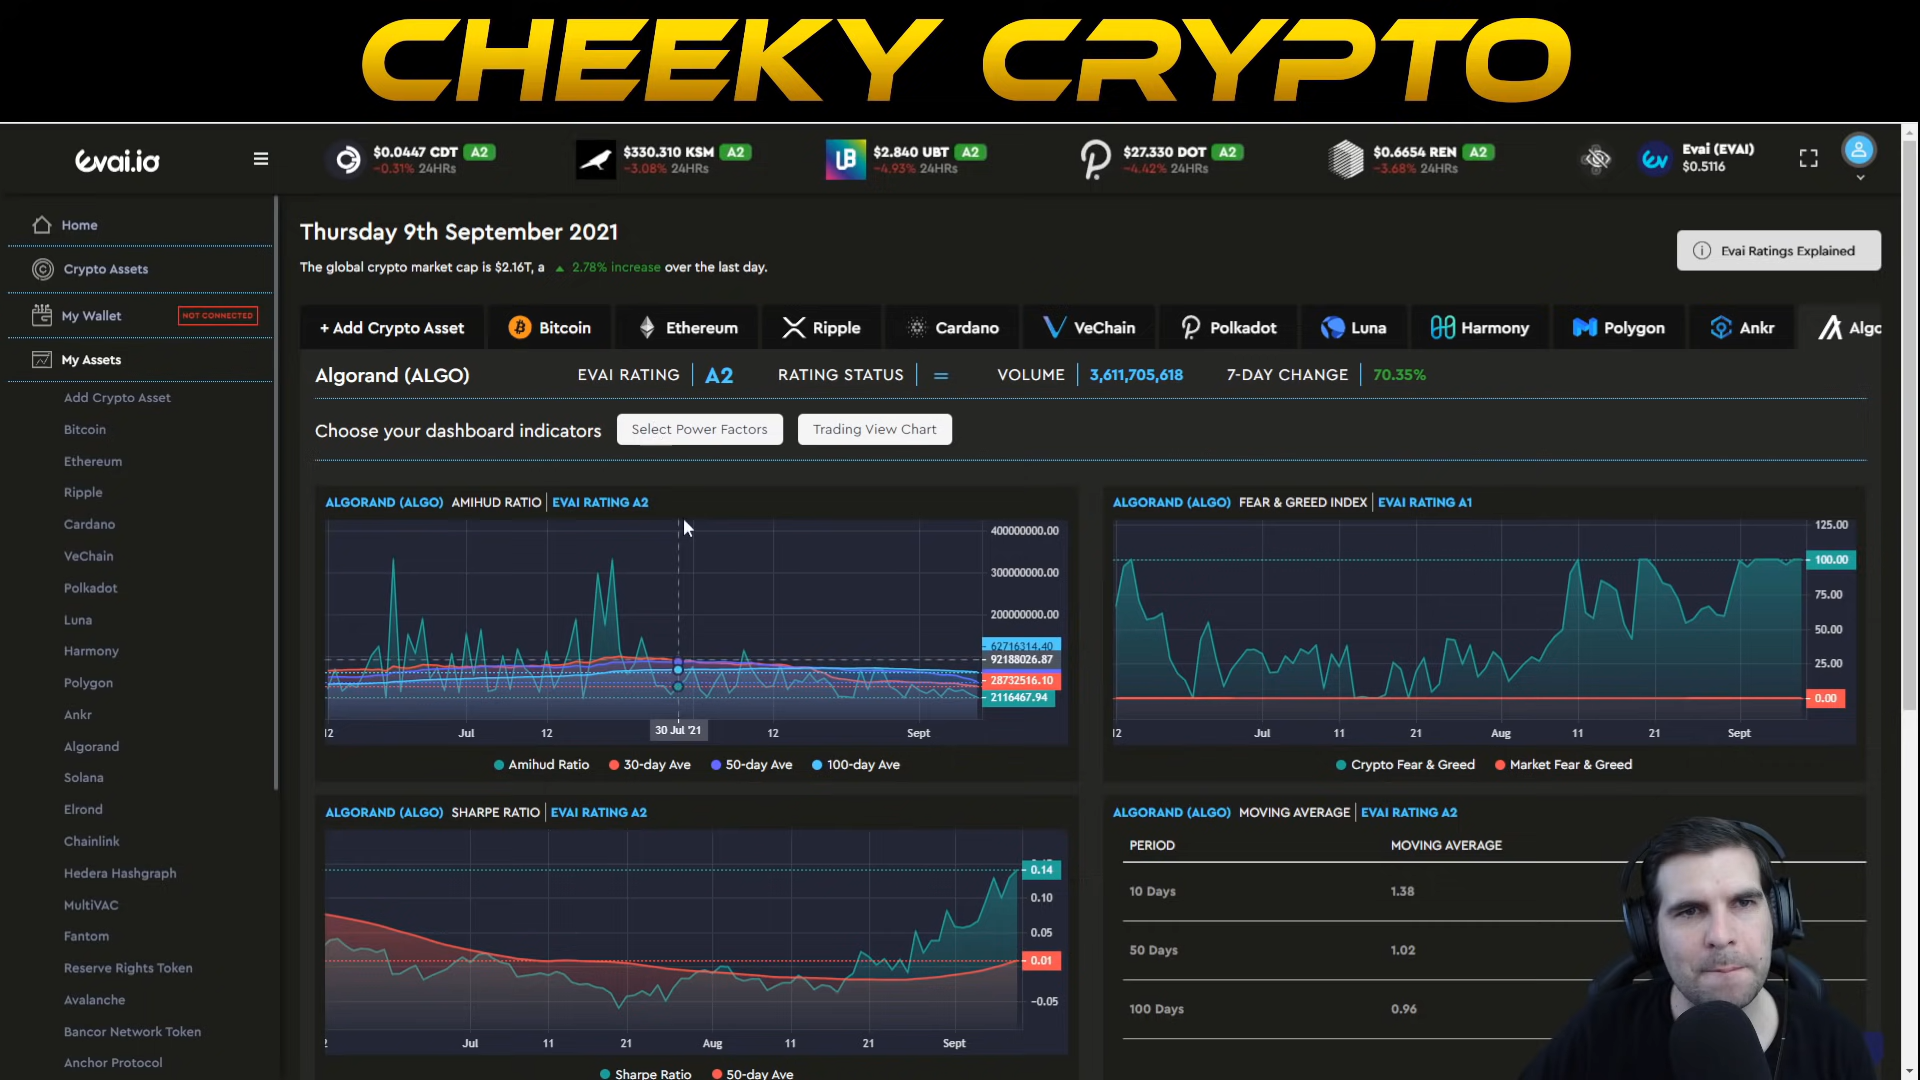 CHEEKY CRYPTO
evai.io
$0.0447 CDT A2
-0.31% 24HRs
$330.310 KSM A2
-3.08% 24HRs
UB
$2.840 UBT A2
-4.93% 24HRs
$27.330 DOT A2
-4.42% 24HRs
$0.6654 REN A2
-3.68% 24HRs
ev
Evai (EVAI)
$0.5116
Home
Crypto Assets
My Wallet NOT CONNECTED
My Assets
Add Crypto Asset
Bitcoin
Ethereum
Ripple
Cardano
VeChain
Polkadot
Luna
Harmony
Polygon
Ankr
Algorand
Solana
Elrond
Chainlink
Hedera Hashgraph
MultiVAC
Fantom
Reserve Rights Token
Avalanche
Bancor Network Token
Anchor Protocol
Thursday 9th September 2021
The global crypto market cap is $2.16T, a ▲ 2.78% increase over the last day.
Evai Ratings Explained
+ Add Crypto Asset Bitcoin Ethereum Ripple Cardano VeChain Polkadot Luna Harmony Polygon Ankr Algo
Algorand (ALGO) EVAI RATING A2 RATING STATUS = VOLUME 3,611,705,618 7-DAY CHANGE 70.35%
Choose your dashboard indicators Select Power Factors Trading View Chart
ALGORAND (ALGO) AMIHUD RATIO | EVAI RATING A2
400000000.00
300000000.00
200000000.00
62716314.40
92188026.87
28732516.10
2116467.94
12 Jul 12 30 Jul '21 12 Sept
Amihud Ratio 30-day Ave 50-day Ave 100-day Ave
ALGORAND (ALGO) FEAR & GREED INDEX | EVAI RATING A1
125.00
100.00
75.00
50.00
25.00
0.00
12 Jul 11 21 Aug 11 21 Sept
Crypto Fear & Greed Market Fear & Greed
ALGORAND (ALGO) SHARPE RATIO | EVAI RATING A2
0.14
0.10
0.05
0.01
-0.05
Jul 11 21 Aug 11 21 Sept
Sharpe Ratio 50-day Ave
ALGORAND (ALGO) MOVING AVERAGE | EVAI RATING A2
PERIOD MOVING AVERAGE
10 Days 1.38
50 Days 1.02
100 Days 0.96